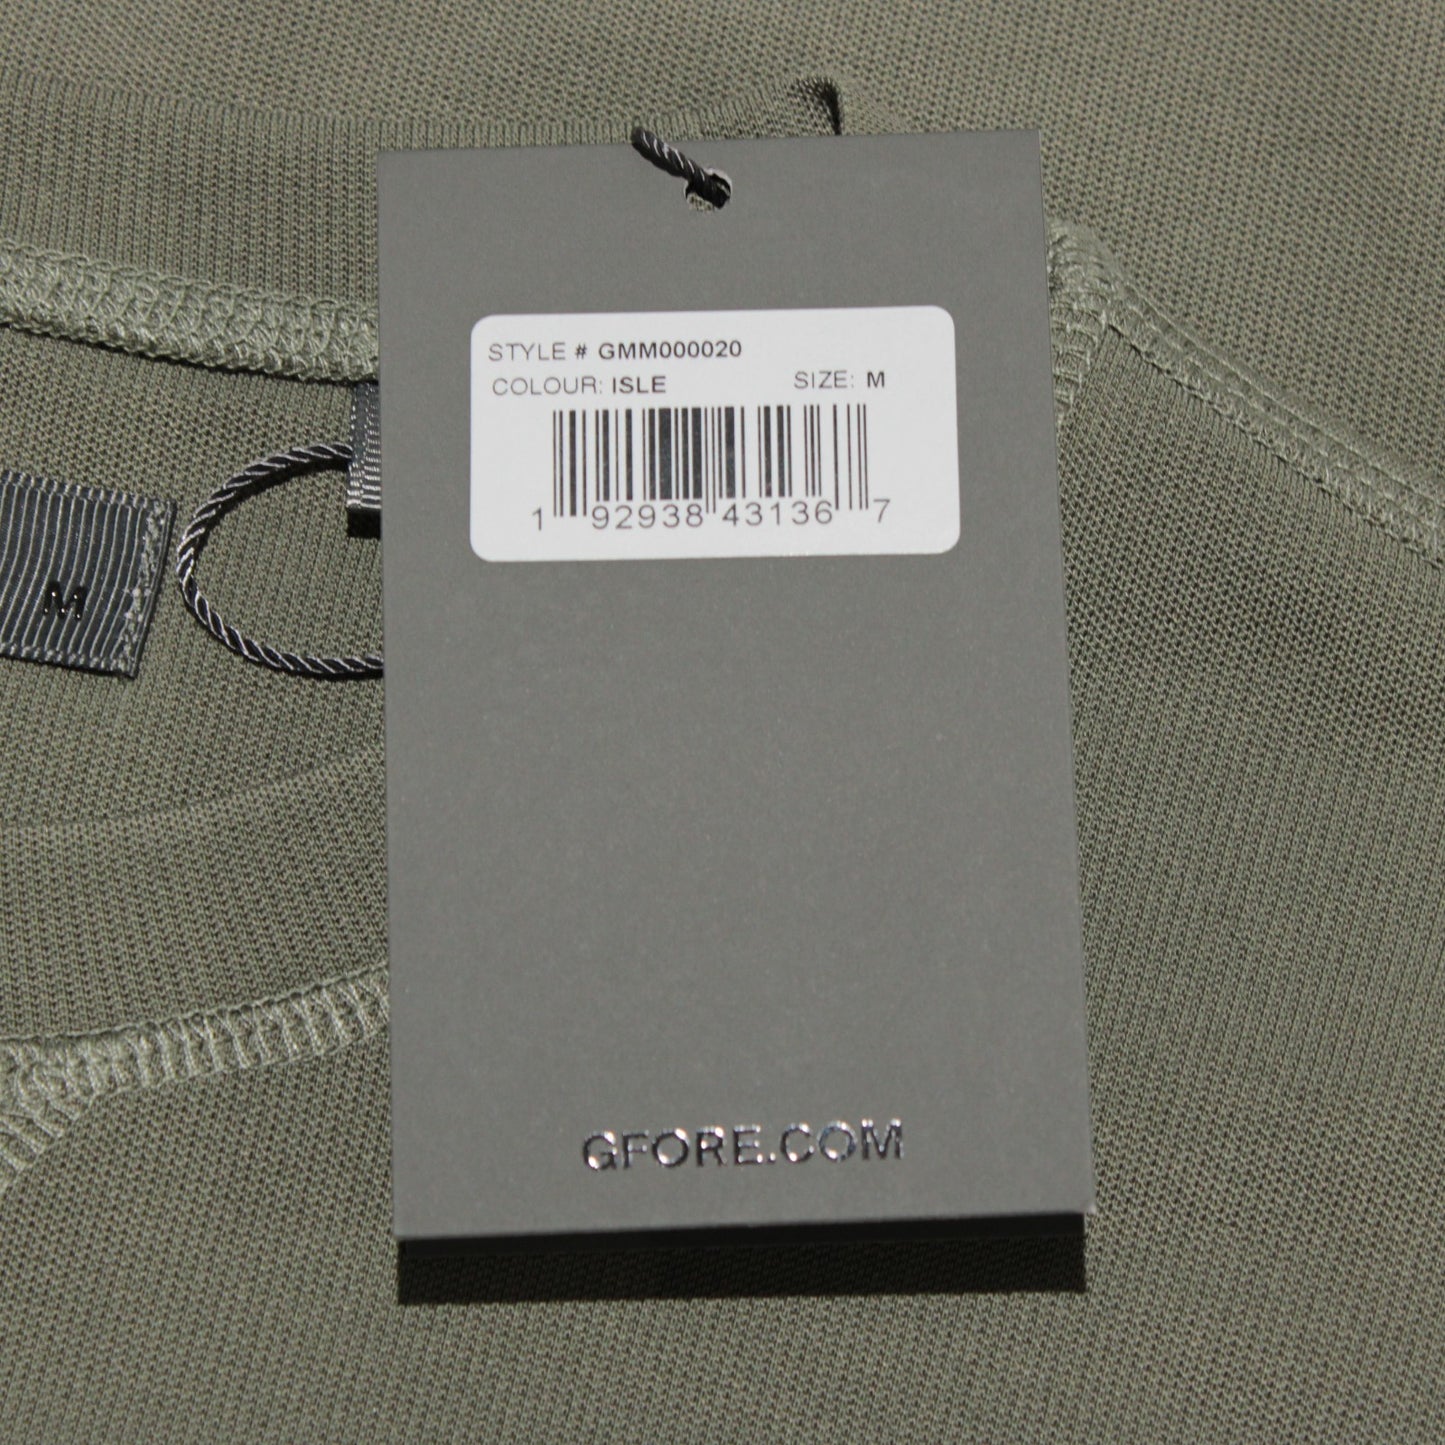 STYLE # GMM000020
COLOUR: ISLE SIZE: M
1 92938 43136 7
M
GFORE.COM